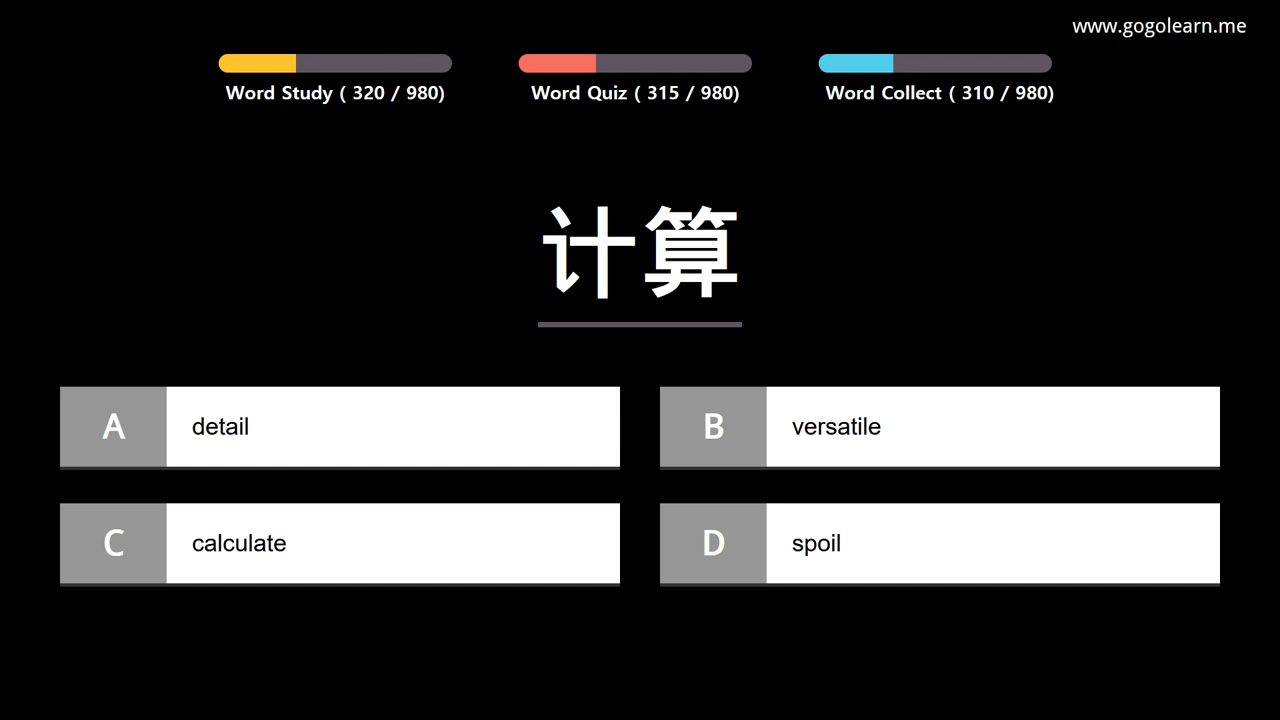 www.gogolearn.me
Word Study ( 320 / 980)
Word Quiz ( 315 / 980)
Word Collect ( 310 / 980)
计算
A detail
B versatile
C calculate
D spoil